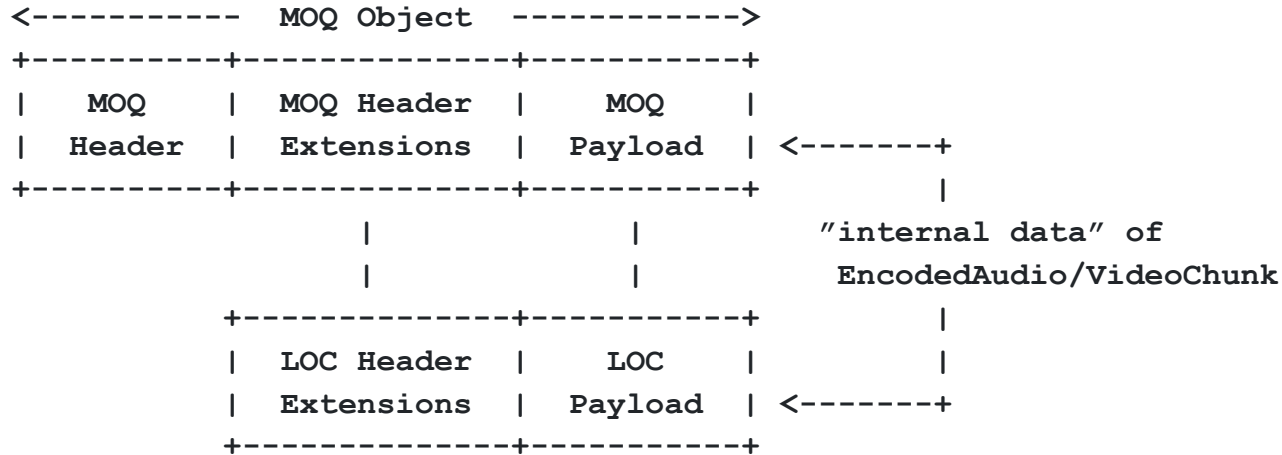 <----------- MOQ Object ------------>
+----------+--------------+-----------+
| MOQ | MOQ Header | MOQ |
| Header | Extensions | Payload | <-------+
+----------+--------------+-----------+ |
| | "internal data" of
| | EncodedAudio/VideoChunk
+--------------+-----------+ |
| LOC Header | LOC | |
| Extensions | Payload | <-------+
+--------------+-----------+